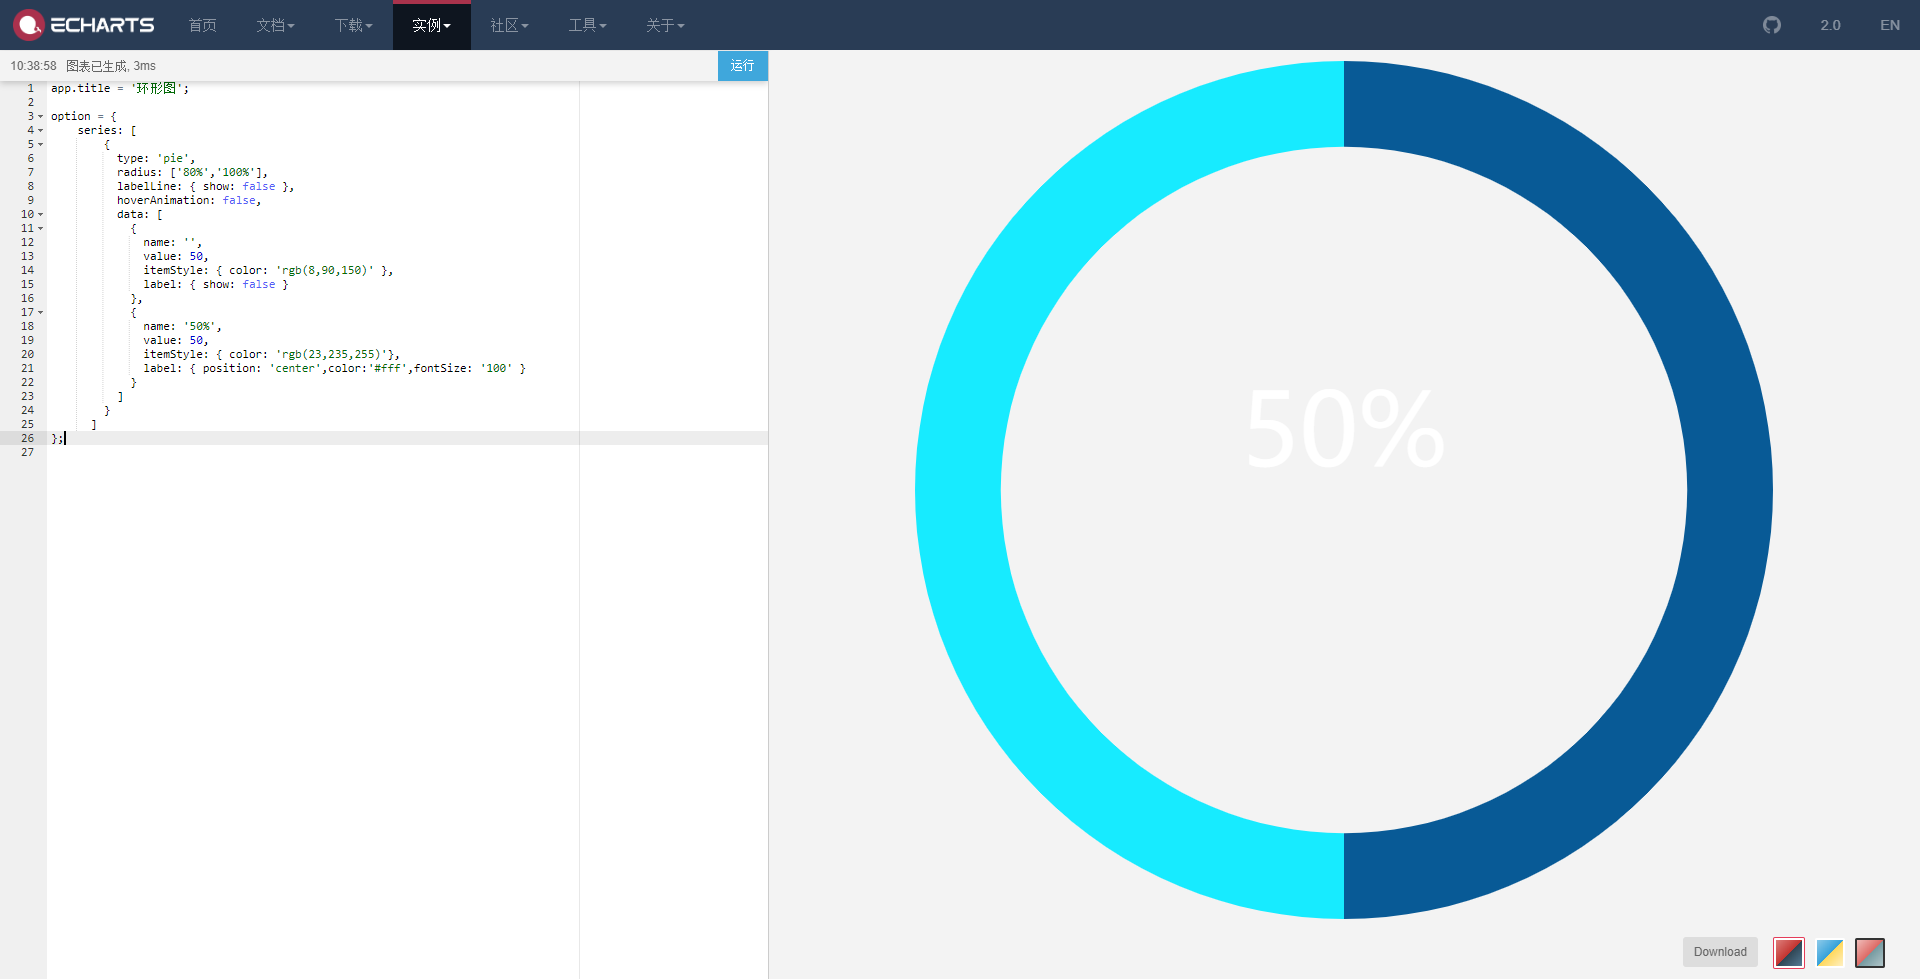 ECHARTS 首页 文档 下载 实例 社区 工具 关于 2.0 EN
10:38:58 图表已生成, 3ms 运行
1 app.title = '环形图';
2
3 option = {
4 series: [
5 {
6 type: 'pie',
7 radius: ['80%','100%'],
8 labelLine: { show: false },
9 hoverAnimation: false,
10 data: [
11 {
12 name: '',
13 value: 50,
14 itemStyle: { color: 'rgb(8,90,150)' },
15 label: { show: false }
16 },
17 {
18 name: '50%',
19 value: 50,
20 itemStyle: { color: 'rgb(23,235,255)'},
21 label: { position: 'center',color:'#fff',fontSize: '100' }
22 }
23 ]
24 }
25 ]
26 };
27
50%
Download